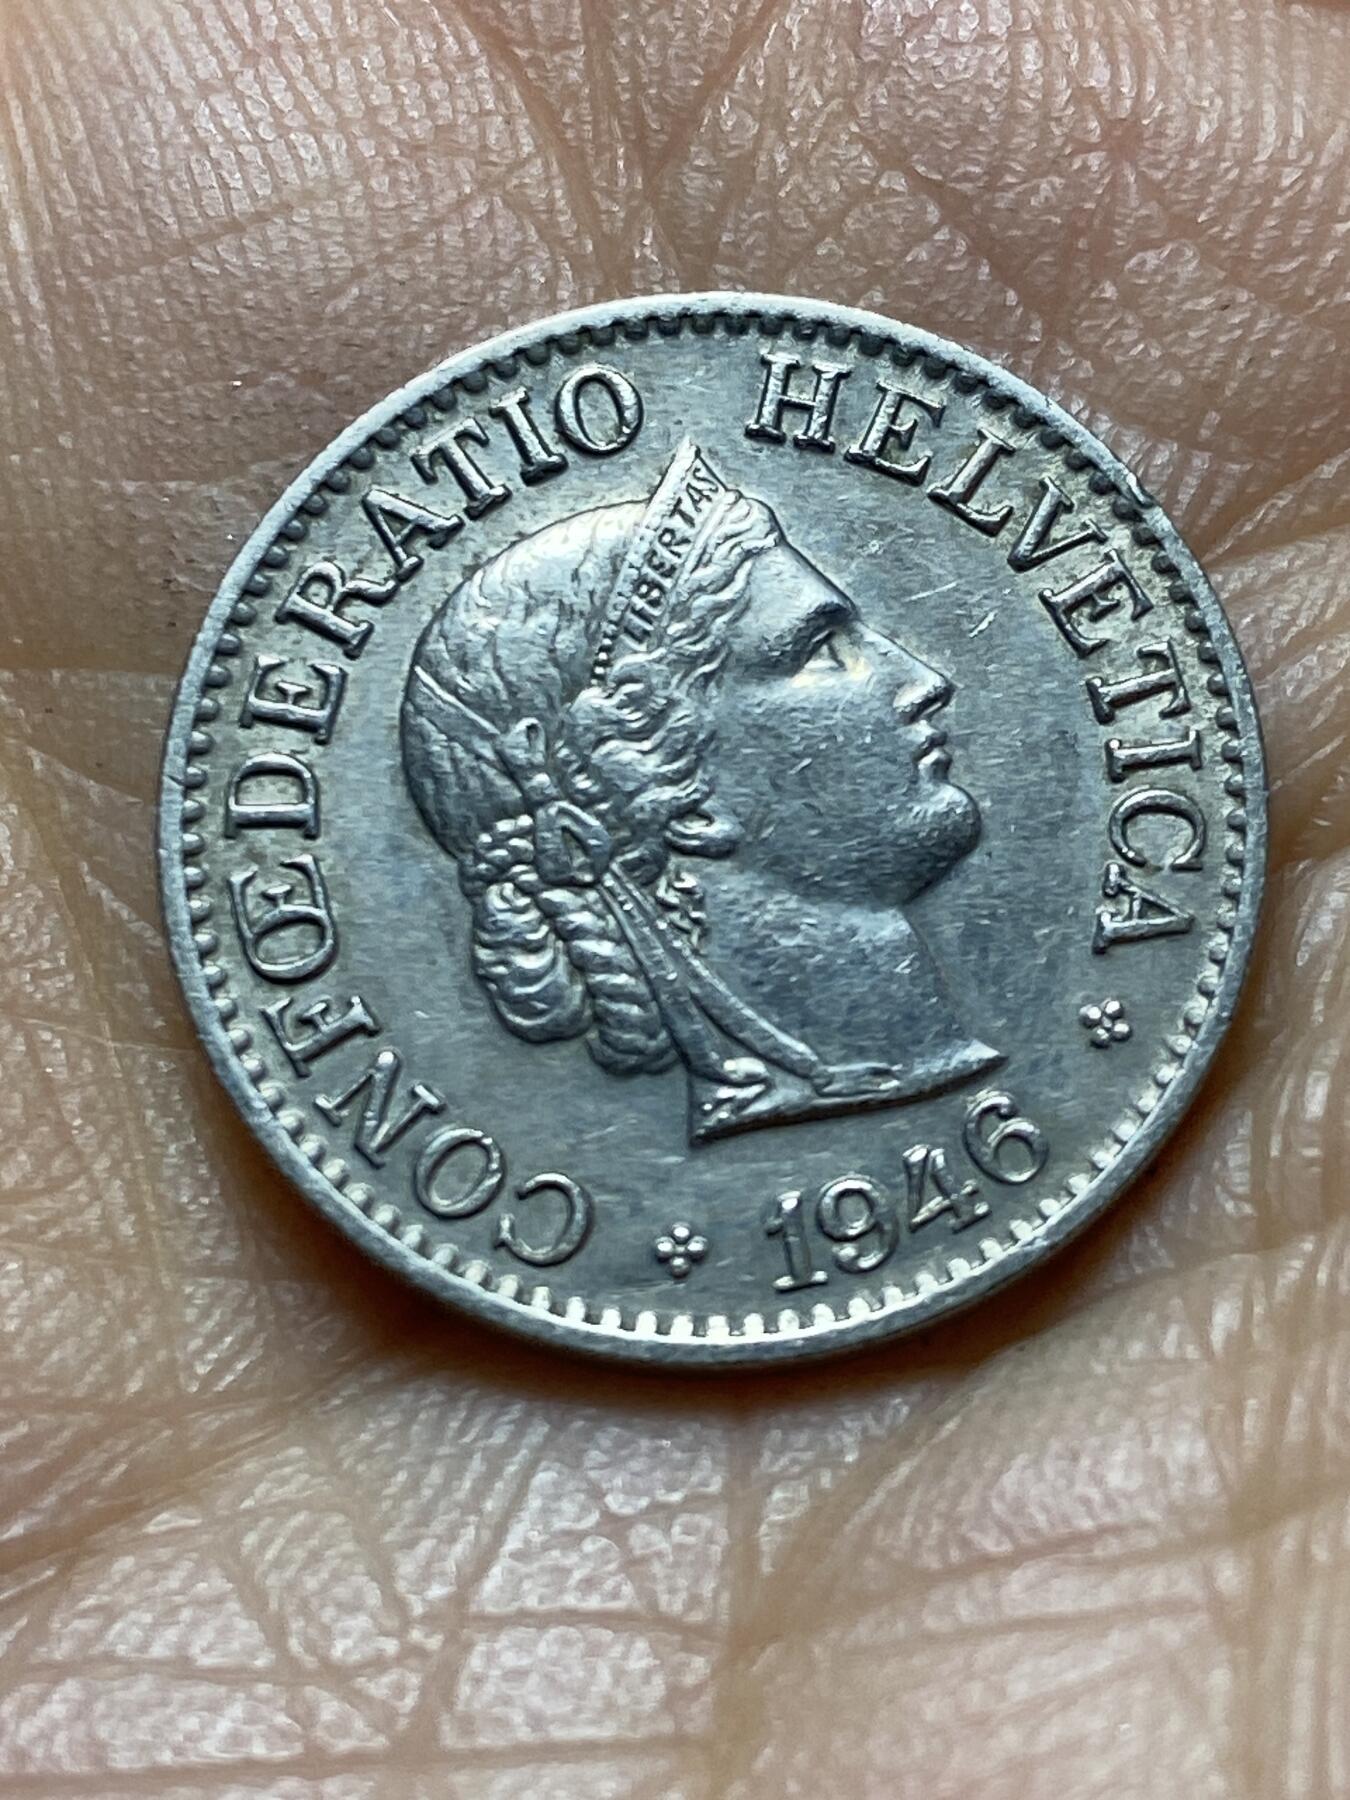 CONFŒDERATIO HELVETICA
LIBERTAS
1946